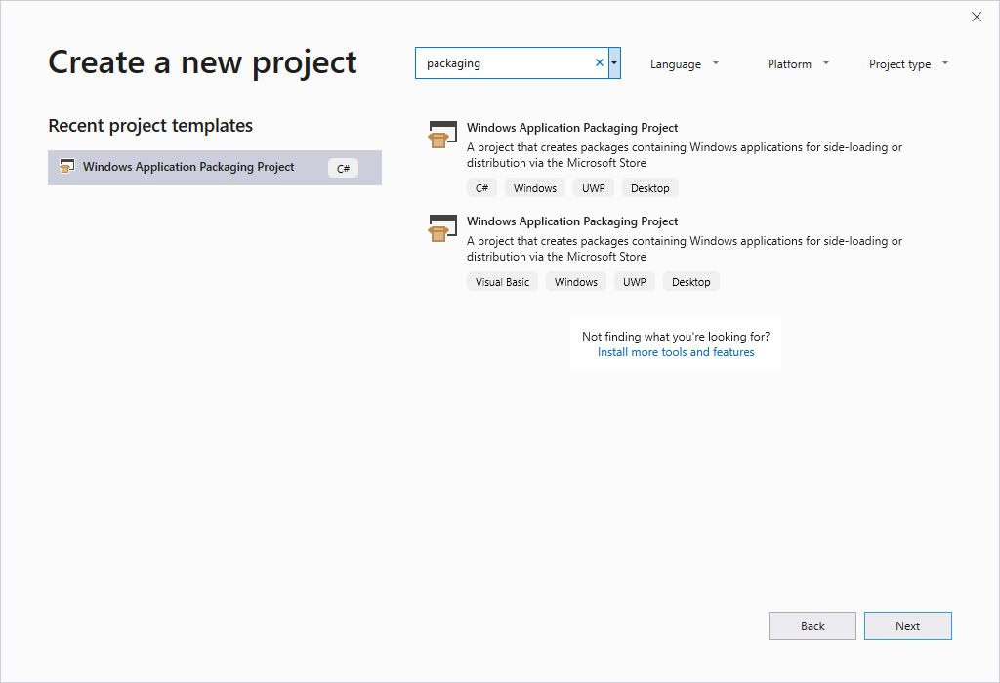 Create a new project
packaging
Language
Platform
Project type
Recent project templates
Windows Application Packaging Project
C#
Windows Application Packaging Project
A project that creates packages containing Windows applications for side-loading or
distribution via the Microsoft Store
C# Windows UWP Desktop
Windows Application Packaging Project
A project that creates packages containing Windows applications for side-loading or
distribution via the Microsoft Store
Visual Basic Windows UWP Desktop
Not finding what you're looking for?
Install more tools and features
Back
Next